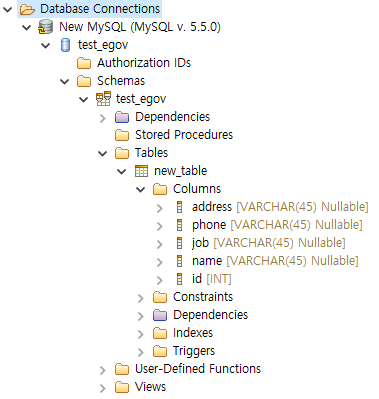 Database Connections
New MySQL (MySQL v. 5.5.0)
test_egov
Authorization IDs
Schemas
test_egov
Dependencies
Stored Procedures
Tables
new_table
Columns
address [VARCHAR(45) Nullable]
phone [VARCHAR(45) Nullable]
job [VARCHAR(45) Nullable]
name [VARCHAR(45) Nullable]
id [INT]
Constraints
Dependencies
Indexes
Triggers
User-Defined Functions
Views